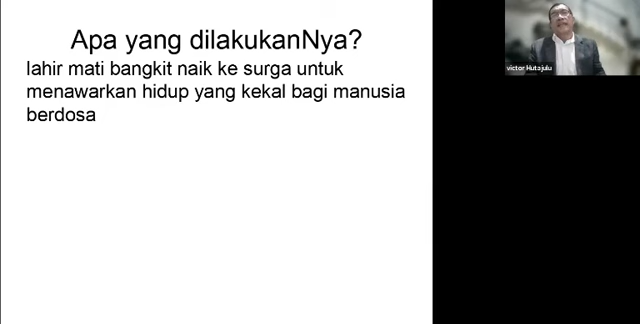 Apa yang dilakukanNya?
lahir mati bangkit naik ke surga untuk
menawarkan hidup yang kekal bagi manusia
berdosa
victor Hutajulu